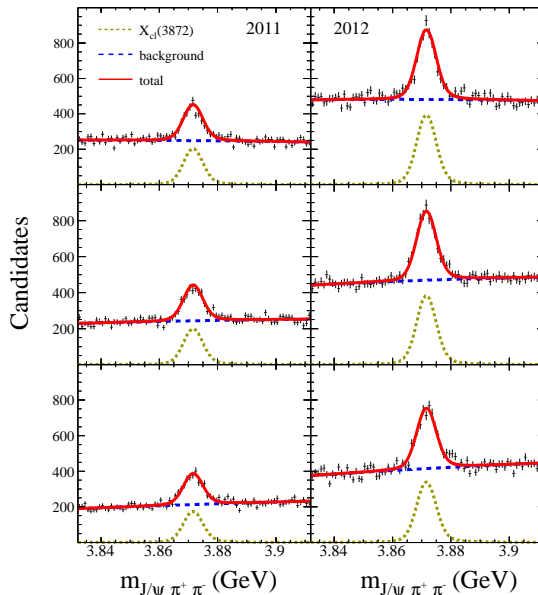 X_cl(3872)
background
total
2011
2012
800
600
400
200
800
600
400
200
800
600
400
200
Candidates
3.84 3.86 3.88 3.9 3.84 3.86 3.88 3.9
m_J/ψ π⁺ π⁻ (GeV) m_J/ψ π⁺ π⁻ (GeV)